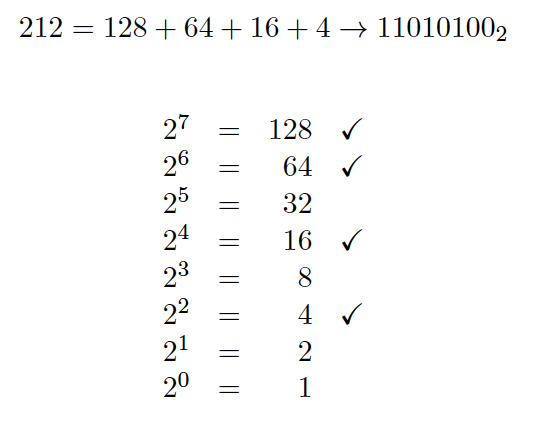 212 = 128 + 64 + 16 + 4 → 11010100₂
2⁷ = 128 ✓
2⁶ = 64 ✓
2⁵ = 32
2⁴ = 16 ✓
2³ = 8
2² = 4 ✓
2¹ = 2
2⁰ = 1